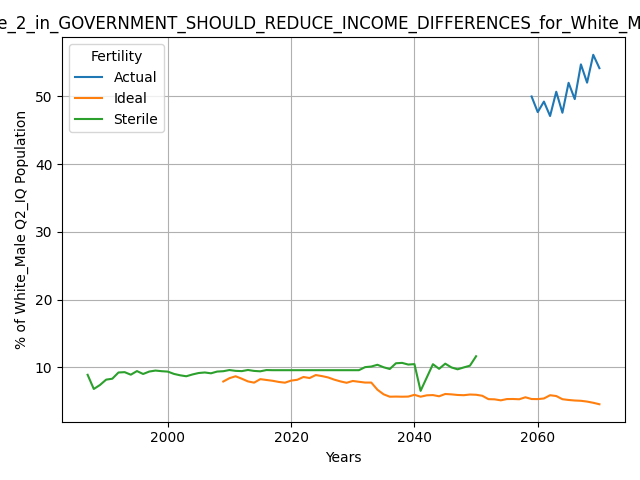 e_2_in_GOVERNMENT_SHOULD_REDUCE_INCOME_DIFFERENCES_for_White_M
Fertility
Actual
Ideal
Sterile
% of White_Male Q2_IQ Population
50
40
30
20
10
2000
2020
2040
2060
Years